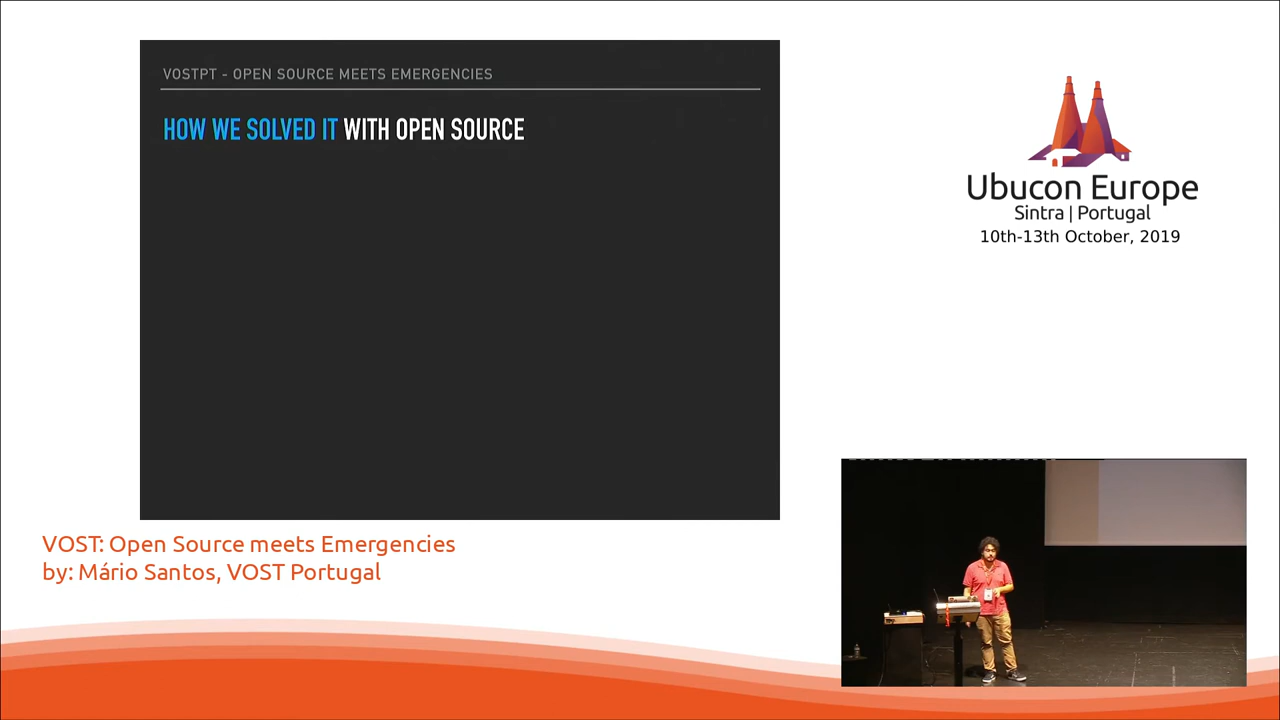 VOSTPT - OPEN SOURCE MEETS EMERGENCIES
HOW WE SOLVED IT WITH OPEN SOURCE
Ubucon Europe
Sintra | Portugal
10th-13th October, 2019
VOST: Open Source meets Emergencies
by: Mário Santos, VOST Portugal